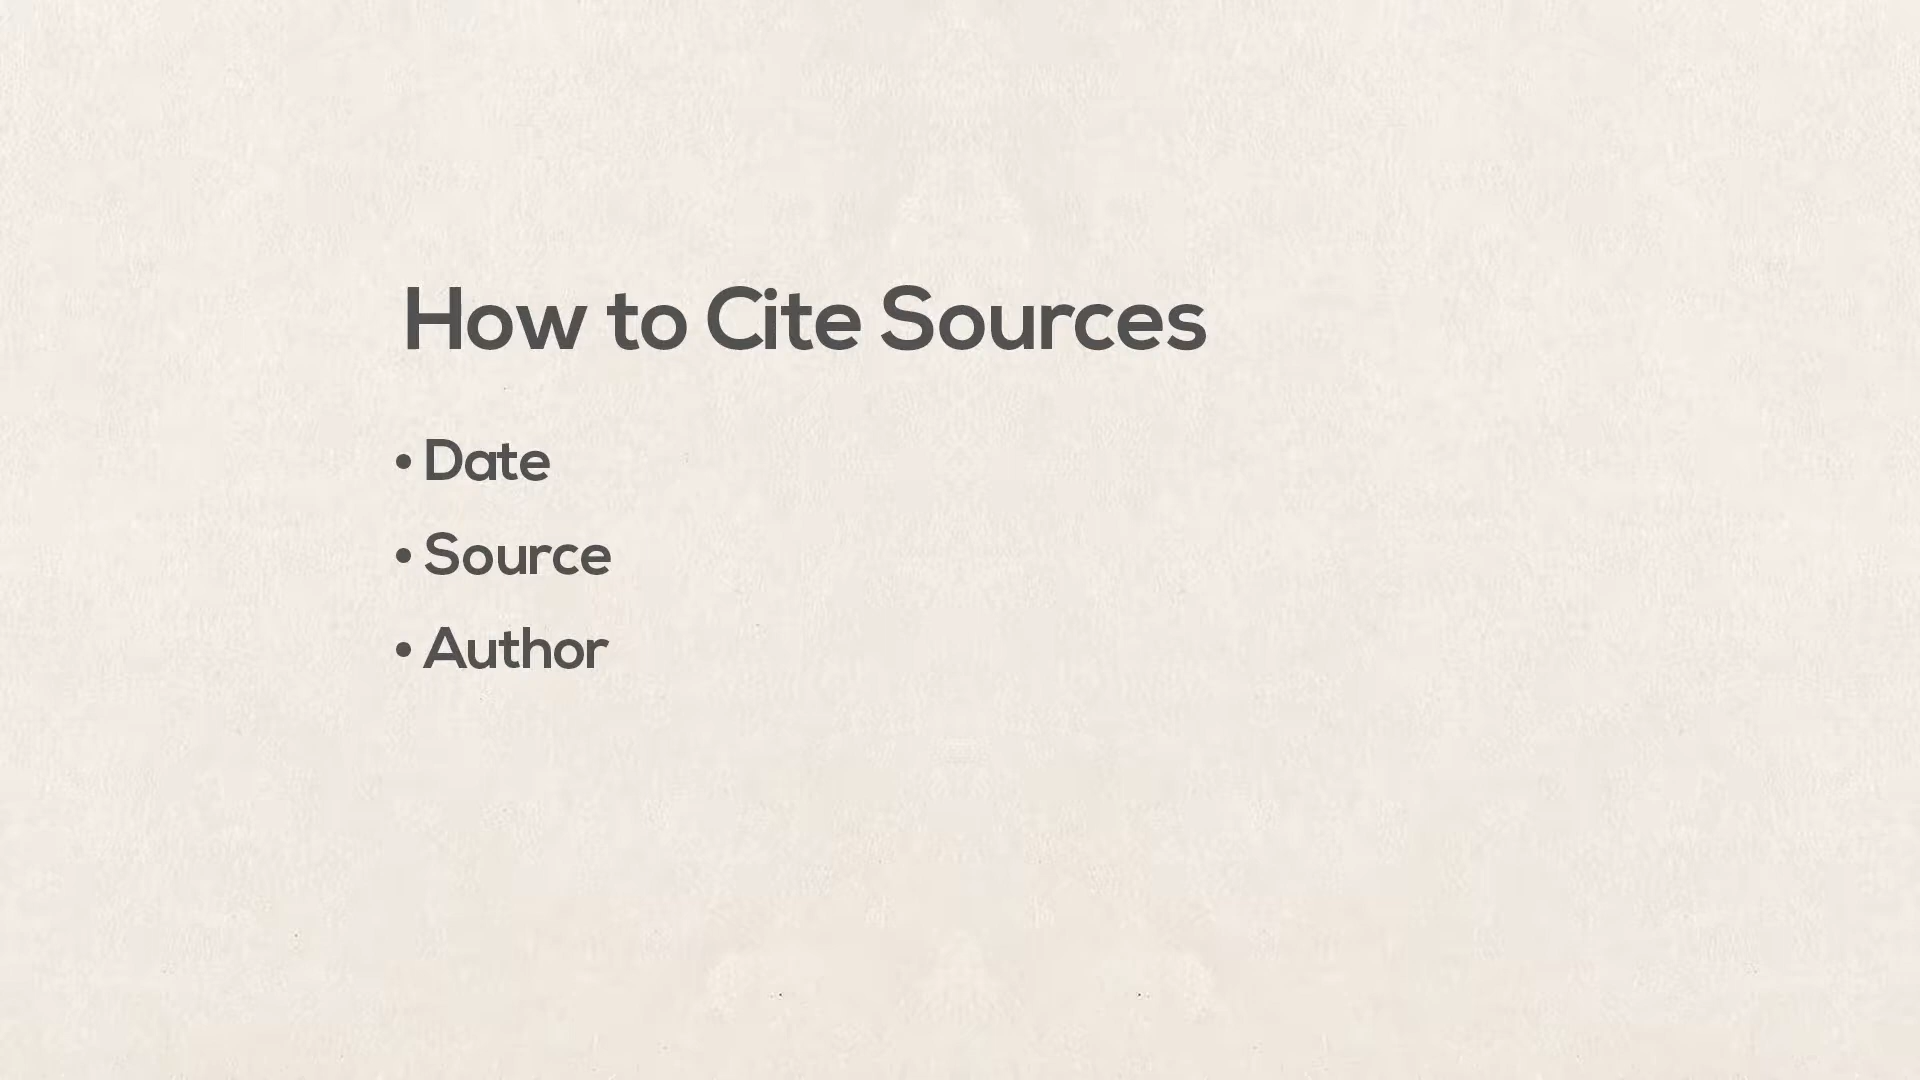 How to Cite Sources
• Date
• Source
• Author